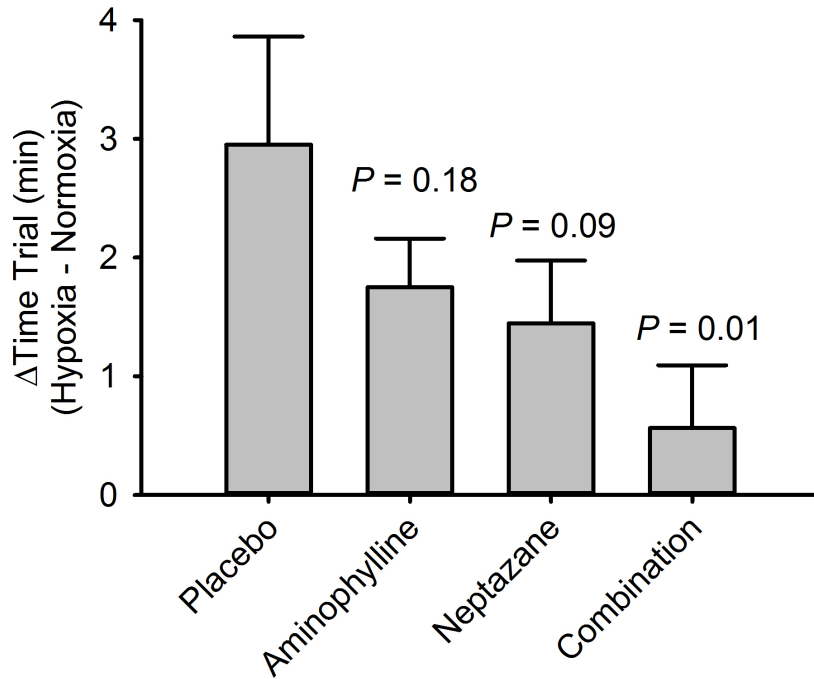 4
3
2
1
0
ΔTime Trial (min)
(Hypoxia - Normoxia)
P = 0.18
P = 0.09
P = 0.01
Placebo
Aminophylline
Neptazane
Combination